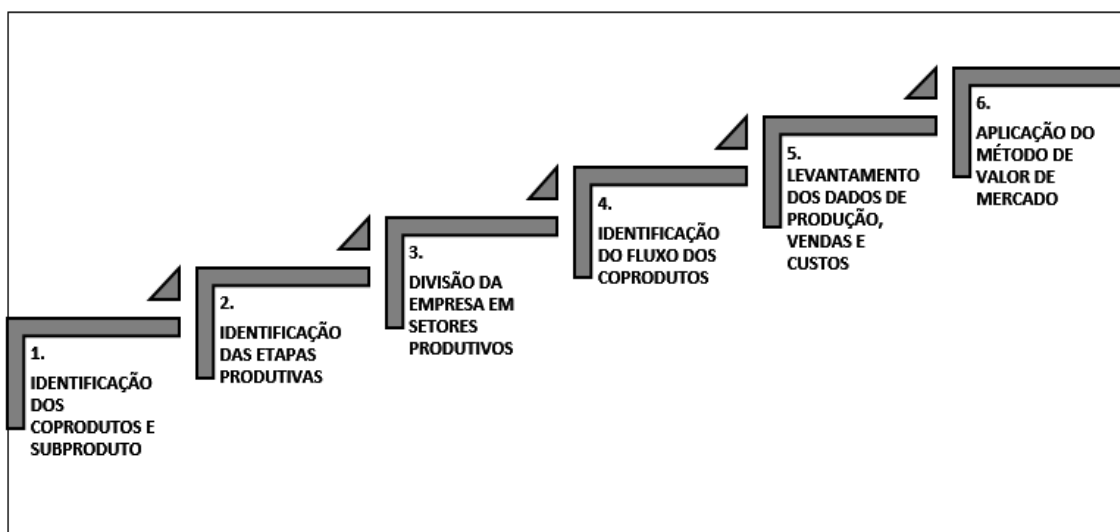 1.
IDENTIFICAÇÃO
DOS
COPRODUTOS E
SUBPRODUTO
2.
IDENTIFICAÇÃO
DAS ETAPAS
PRODUTIVAS
3.
DIVISÃO DA
EMPRESA EM
SETORES
PRODUTIVOS
4.
IDENTIFICAÇÃO
DO FLUXO DOS
COPRODUTOS
5.
LEVANTAMENTO
DOS DADOS DE
PRODUÇÃO,
VENDAS E
CUSTOS
6.
APLICAÇÃO DO
MÉTODO DE
VALOR DE
MERCADO